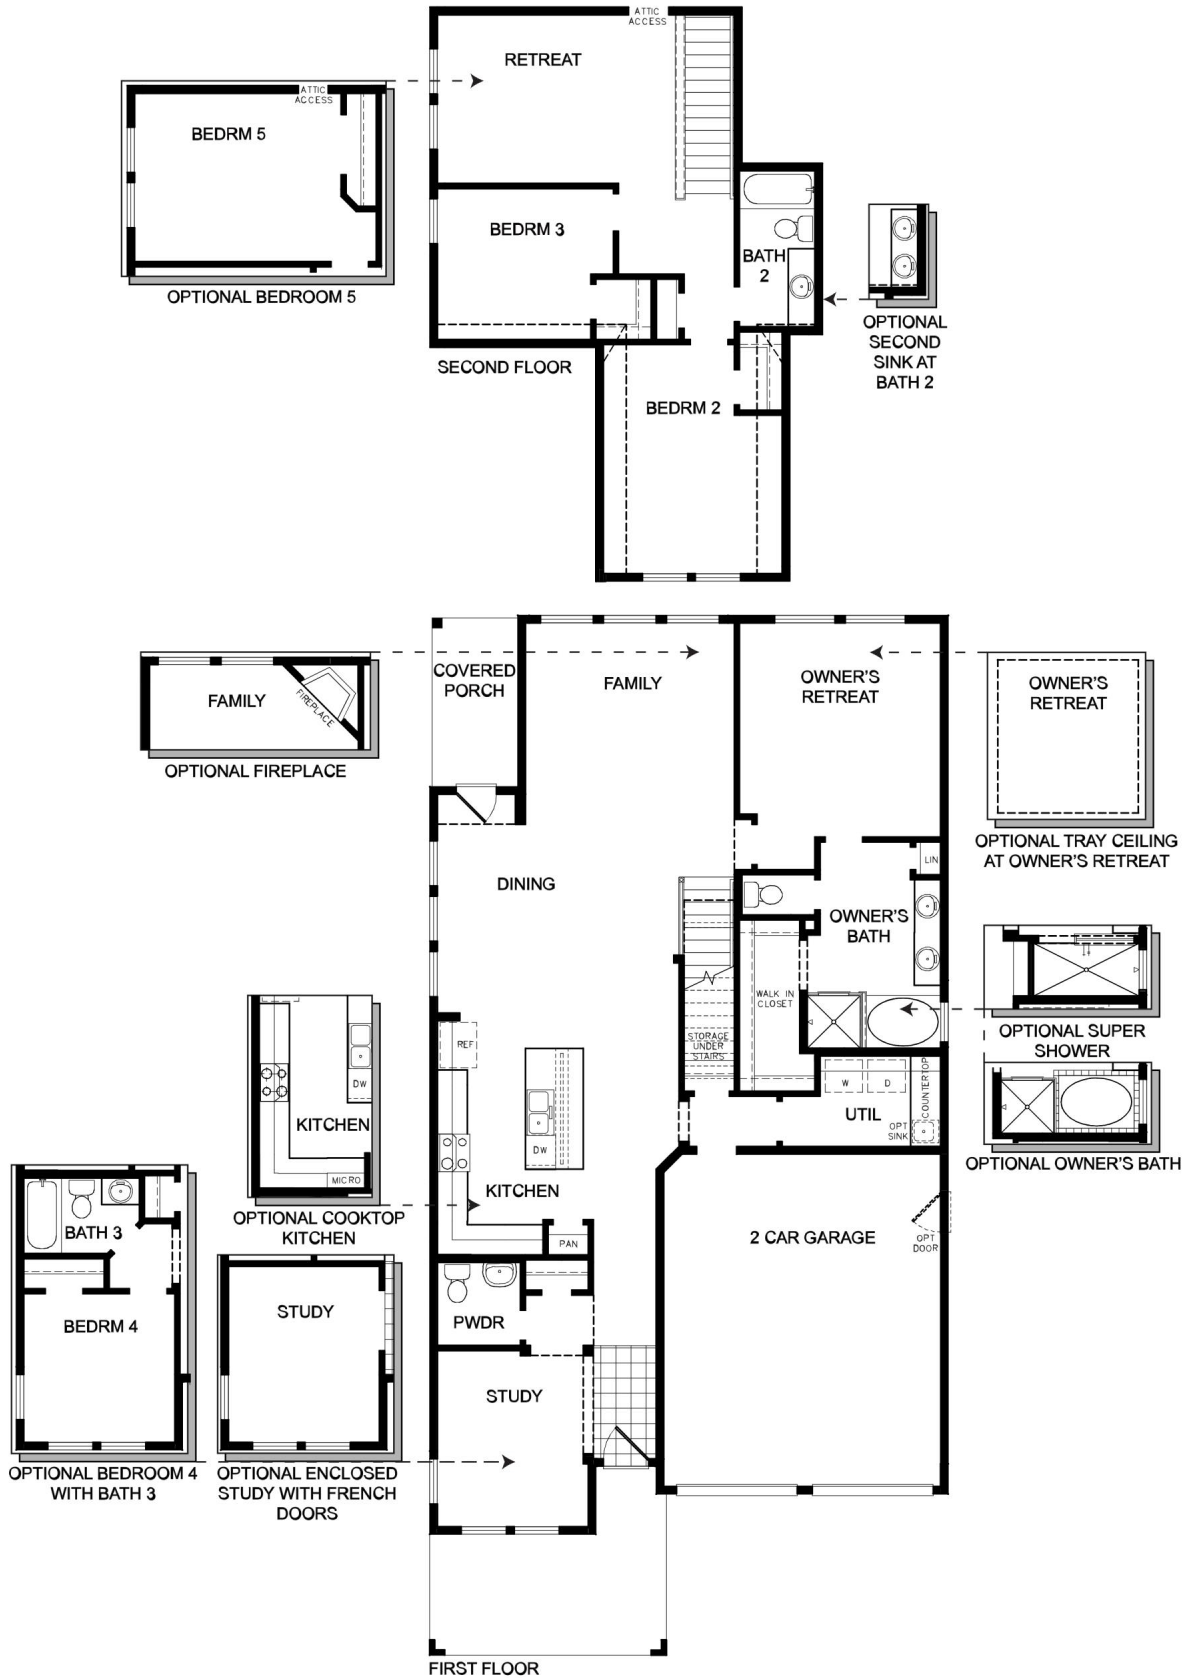 ATTIC
ACCESS
RETREAT
ATTIC
ACCESS
BEDRM 5
OPTIONAL BEDROOM 5
BEDRM 3
BATH
2
OPTIONAL
SECOND
SINK AT
BATH 2
SECOND FLOOR
BEDRM 2
COVERED
PORCH
FAMILY
OWNER'S
RETREAT
OWNER'S
RETREAT
FAMILY
FIREPLACE
OPTIONAL FIREPLACE
OPTIONAL TRAY CEILING
AT OWNER'S RETREAT
LIN
DINING
OWNER'S
BATH
WALK IN
CLOSET
OPTIONAL SUPER
SHOWER
REF
STORAGE
UNDER
STAIRS
DW
KITCHEN
MICRO
OPTIONAL COOKTOP
KITCHEN
W
D
COUNTERTOP
UTIL
OPT
SINK
OPTIONAL OWNER'S BATH
DW
KITCHEN
PAN
2 CAR GARAGE
OPT
DOOR
BATH 3
BEDRM 4
OPTIONAL BEDROOM 4
WITH BATH 3
STUDY
OPTIONAL ENCLOSED
STUDY WITH FRENCH
DOORS
PWDR
STUDY
FIRST FLOOR